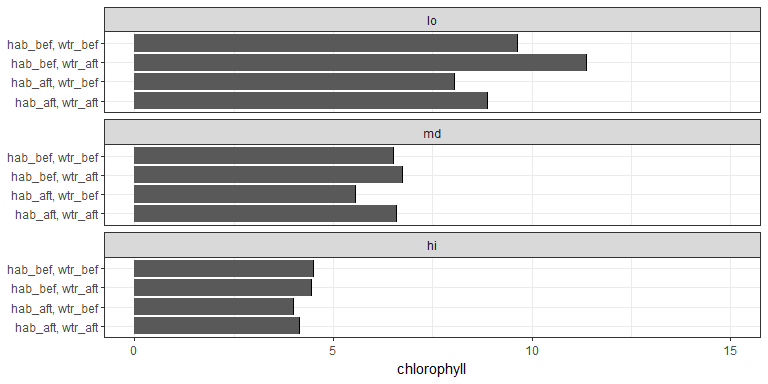 lo
hab_bef, wtr_bef
hab_bef, wtr_aft
hab_aft, wtr_bef
hab_aft, wtr_aft
md
hab_bef, wtr_bef
hab_bef, wtr_aft
hab_aft, wtr_bef
hab_aft, wtr_aft
hi
hab_bef, wtr_bef
hab_bef, wtr_aft
hab_aft, wtr_bef
hab_aft, wtr_aft
0 5 10 15
chlorophyll